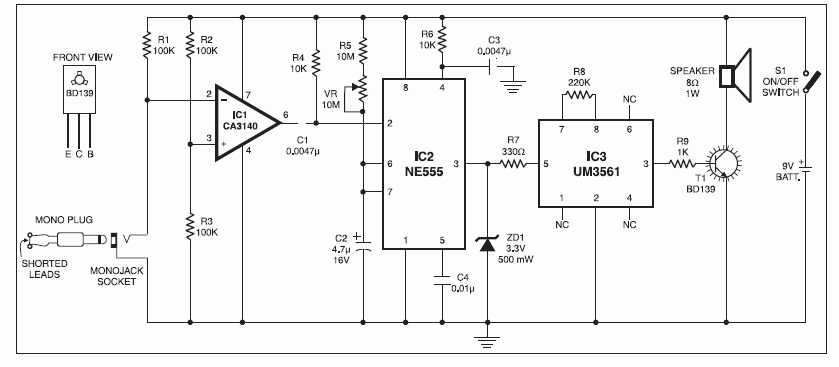 FRONT VIEW
BD139
E C B
R1
100K
R2
100K
R3
100K
2
3
7
6
4
−
+
IC1
CA3140
C1
0.0047µ
R4
10K
R5
10M
VR
10M
R6
10K
C3
0.0047µ
8
4
2
6
7
3
1
5
IC2
NE555
+
C2
4.7µ
16V
C4
0.01µ
R7
330Ω
ZD1
3.3V
500 mW
R8
220K
NC
7
8
6
5
IC3
UM3561
3
1
2
4
NC
NC
R9
1K
T1
BD139
SPEAKER
8Ω
1W
S1
ON/OFF
SWITCH
+
9V
BATT.
MONO PLUG
SHORTED
LEADS
MONOJACK
SOCKET